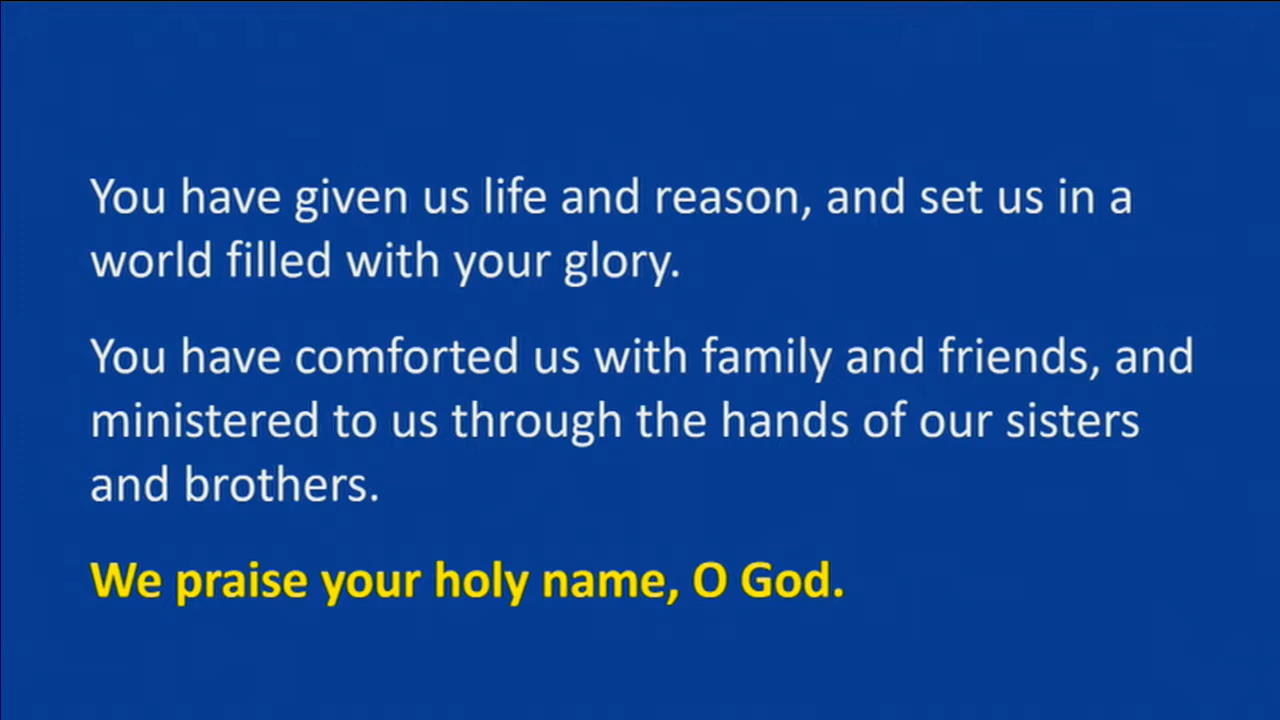 You have given us life and reason, and set us in a
world filled with your glory.
You have comforted us with family and friends, and
ministered to us through the hands of our sisters
and brothers.
We praise your holy name, O God.